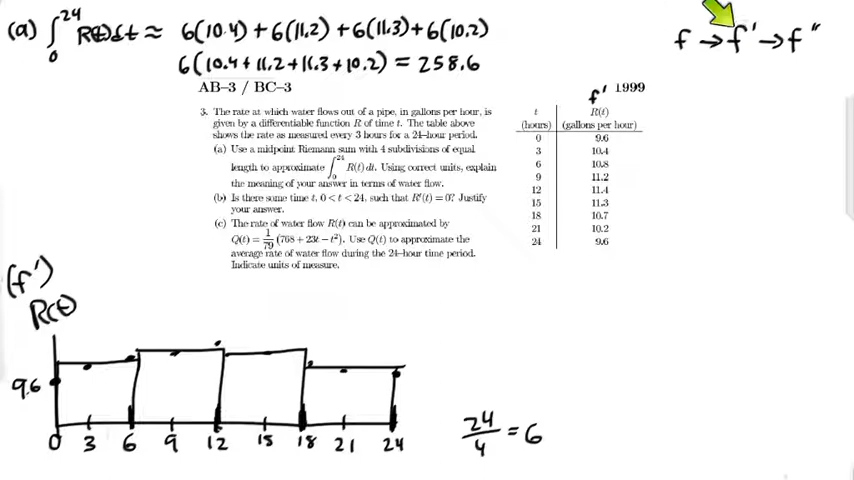 (a) ∫₀²⁴ R(t)dt ≈ 6(10.4) + 6(11.2) + 6(11.3) + 6(10.2)
6(10.4 + 11.2 + 11.3 + 10.2) = 258.6
f → f' → f"
AB–3 / BC–3
f' 1999
3. The rate at which water flows out of a pipe, in gallons per hour, is
given by a differentiable function R of time t. The table above
shows the rate as measured every 3 hours for a 24-hour period.
(a) Use a midpoint Riemann sum with 4 subdivisions of equal
length to approximate ∫₀²⁴ R(t) dt. Using correct units, explain
the meaning of your answer in terms of water flow.
(b) Is there some time t, 0 < t < 24, such that R′(t) = 0? Justify
your answer.
(c) The rate of water flow R(t) can be approximated by
Q(t) = 1/79 (768 + 23t − t²). Use Q(t) to approximate the
average rate of water flow during the 24-hour time period.
Indicate units of measure.
t R(t)
(hours) (gallons per hour)
0 9.6
3 10.4
6 10.8
9 11.2
12 11.4
15 11.3
18 10.7
21 10.2
24 9.6
(f')
R(t)
9.6
0 3 6 9 12 15 18 21 24
24/4 = 6